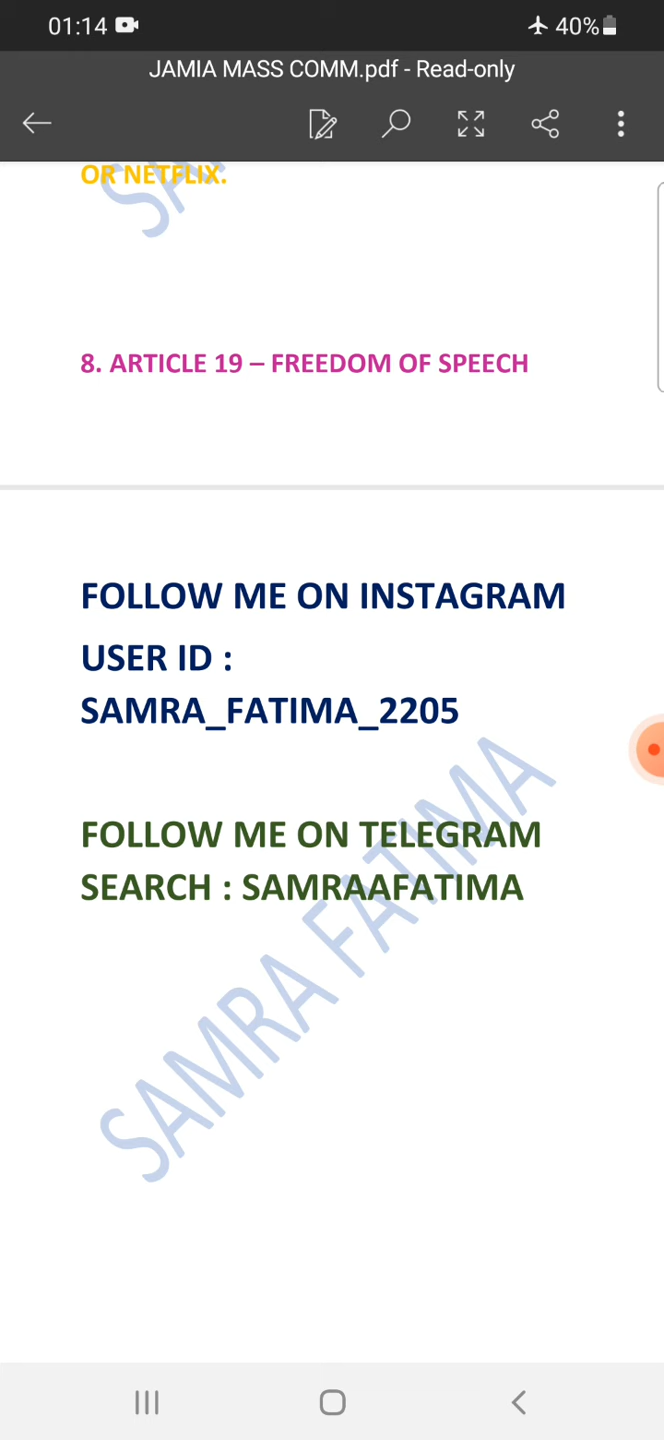 01:14 40%
JAMIA MASS COMM.pdf - Read-only
OR NETFLIX.
8. ARTICLE 19 – FREEDOM OF SPEECH
FOLLOW ME ON INSTAGRAM
USER ID :
SAMRA_FATIMA_2205
FOLLOW ME ON TELEGRAM
SEARCH : SAMRAAFATIMA
SAMRA FATIMA